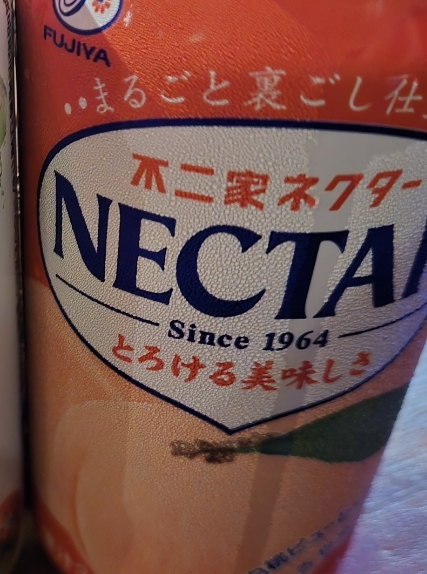 FUJIYA
まるごと裏ごし仕
不二家ネクター
NECTA
Since 1964
とろける美味しさ